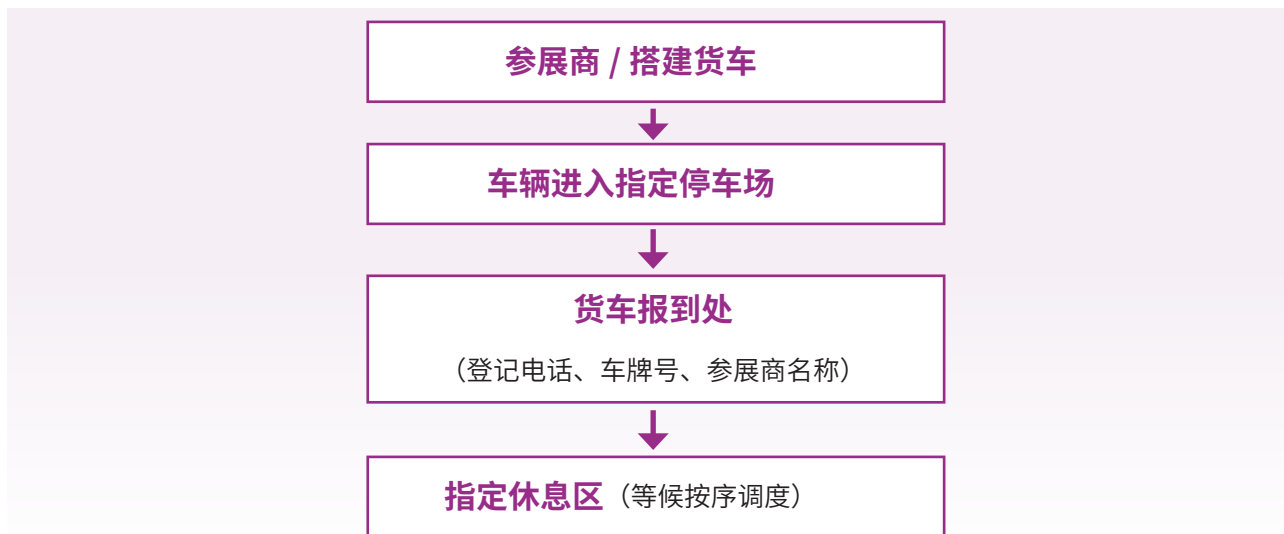 参展商 / 搭建货车
车辆进入指定停车场
货车报到处
（登记电话、车牌号、参展商名称）
指定休息区（等候按序调度）